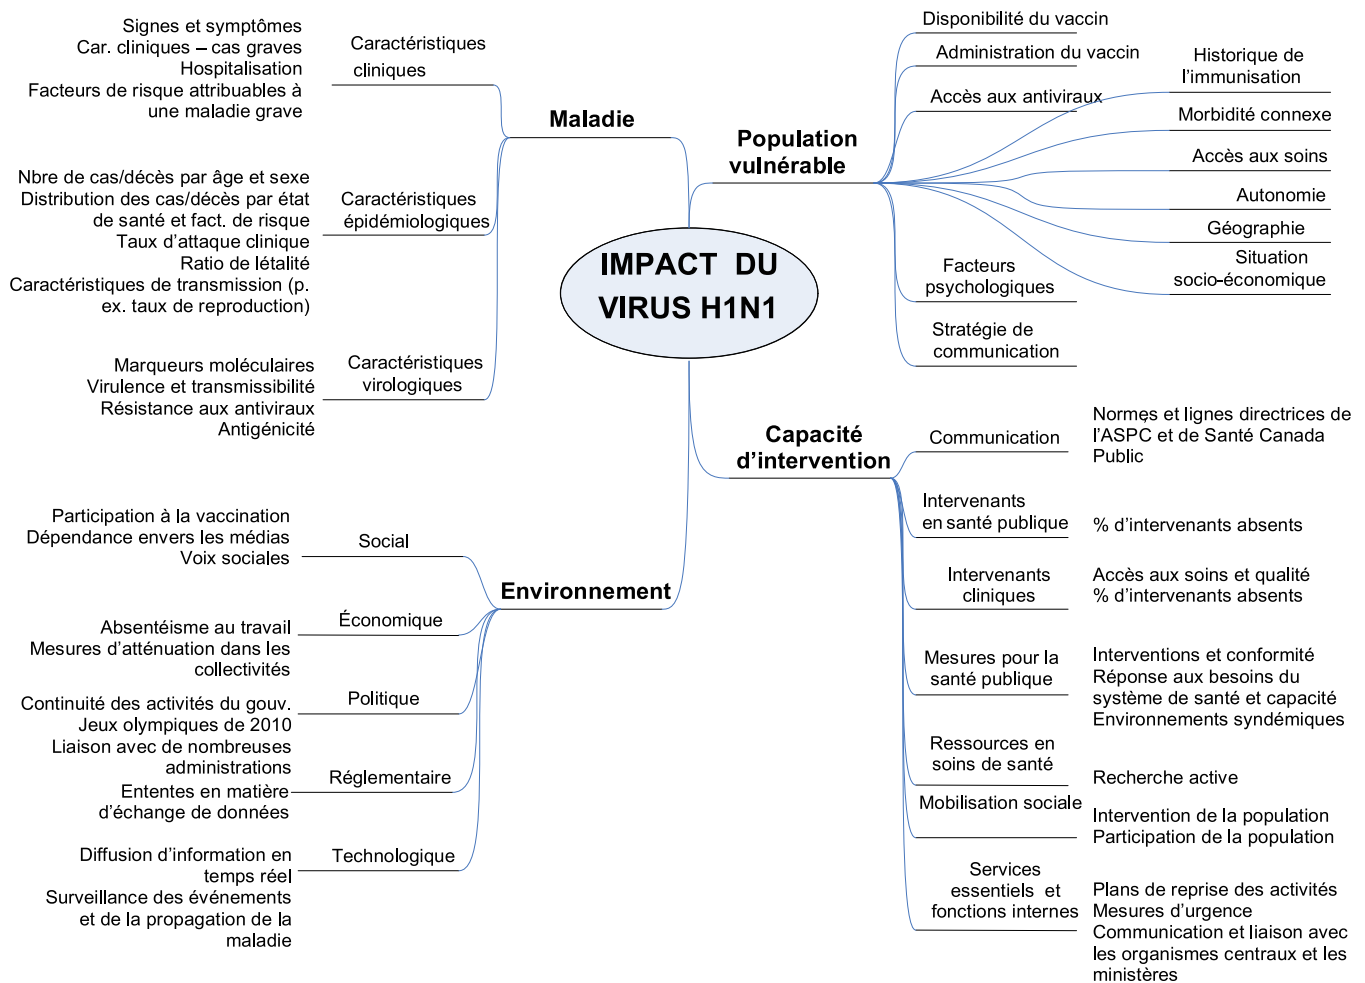 IMPACT DU
VIRUS H1N1
Maladie
Caractéristiques
cliniques
Signes et symptômes
Car. cliniques – cas graves
Hospitalisation
Facteurs de risque attribuables à
une maladie grave
Caractéristiques
épidémiologiques
Nbre de cas/décès par âge et sexe
Distribution des cas/décès par état
de santé et fact. de risque
Taux d’attaque clinique
Ratio de létalité
Caractéristiques de transmission (p.
ex. taux de reproduction)
Caractéristiques
virologiques
Marqueurs moléculaires
Virulence et transmissibilité
Résistance aux antiviraux
Antigénicité
Population
vulnérable
Disponibilité du vaccin
Administration du vaccin
Accès aux antiviraux
Historique de
l’immunisation
Morbidité connexe
Accès aux soins
Autonomie
Géographie
Situation
socio-économique
Facteurs
psychologiques
Stratégie de
communication
Capacité
d’intervention
Communication
Normes et lignes directrices de
l’ASPC et de Santé Canada
Public
Intervenants
en santé publique
% d’intervenants absents
Intervenants
cliniques
Accès aux soins et qualité
% d’intervenants absents
Mesures pour la
santé publique
Interventions et conformité
Réponse aux besoins du
système de santé et capacité
Environnements syndémiques
Ressources en
soins de santé
Recherche active
Mobilisation sociale
Intervention de la population
Participation de la population
Services
essentiels et
fonctions internes
Plans de reprise des activités
Mesures d’urgence
Communication et liaison avec
les organismes centraux et les
ministères
Environnement
Social
Participation à la vaccination
Dépendance envers les médias
Voix sociales
Économique
Absentéisme au travail
Mesures d’atténuation dans les
collectivités
Politique
Continuité des activités du gouv.
Jeux olympiques de 2010
Liaison avec de nombreuses
administrations
Réglementaire
Ententes en matière
d’échange de données
Technologique
Diffusion d’information en
temps réel
Surveillance des événements
et de la propagation de la
maladie